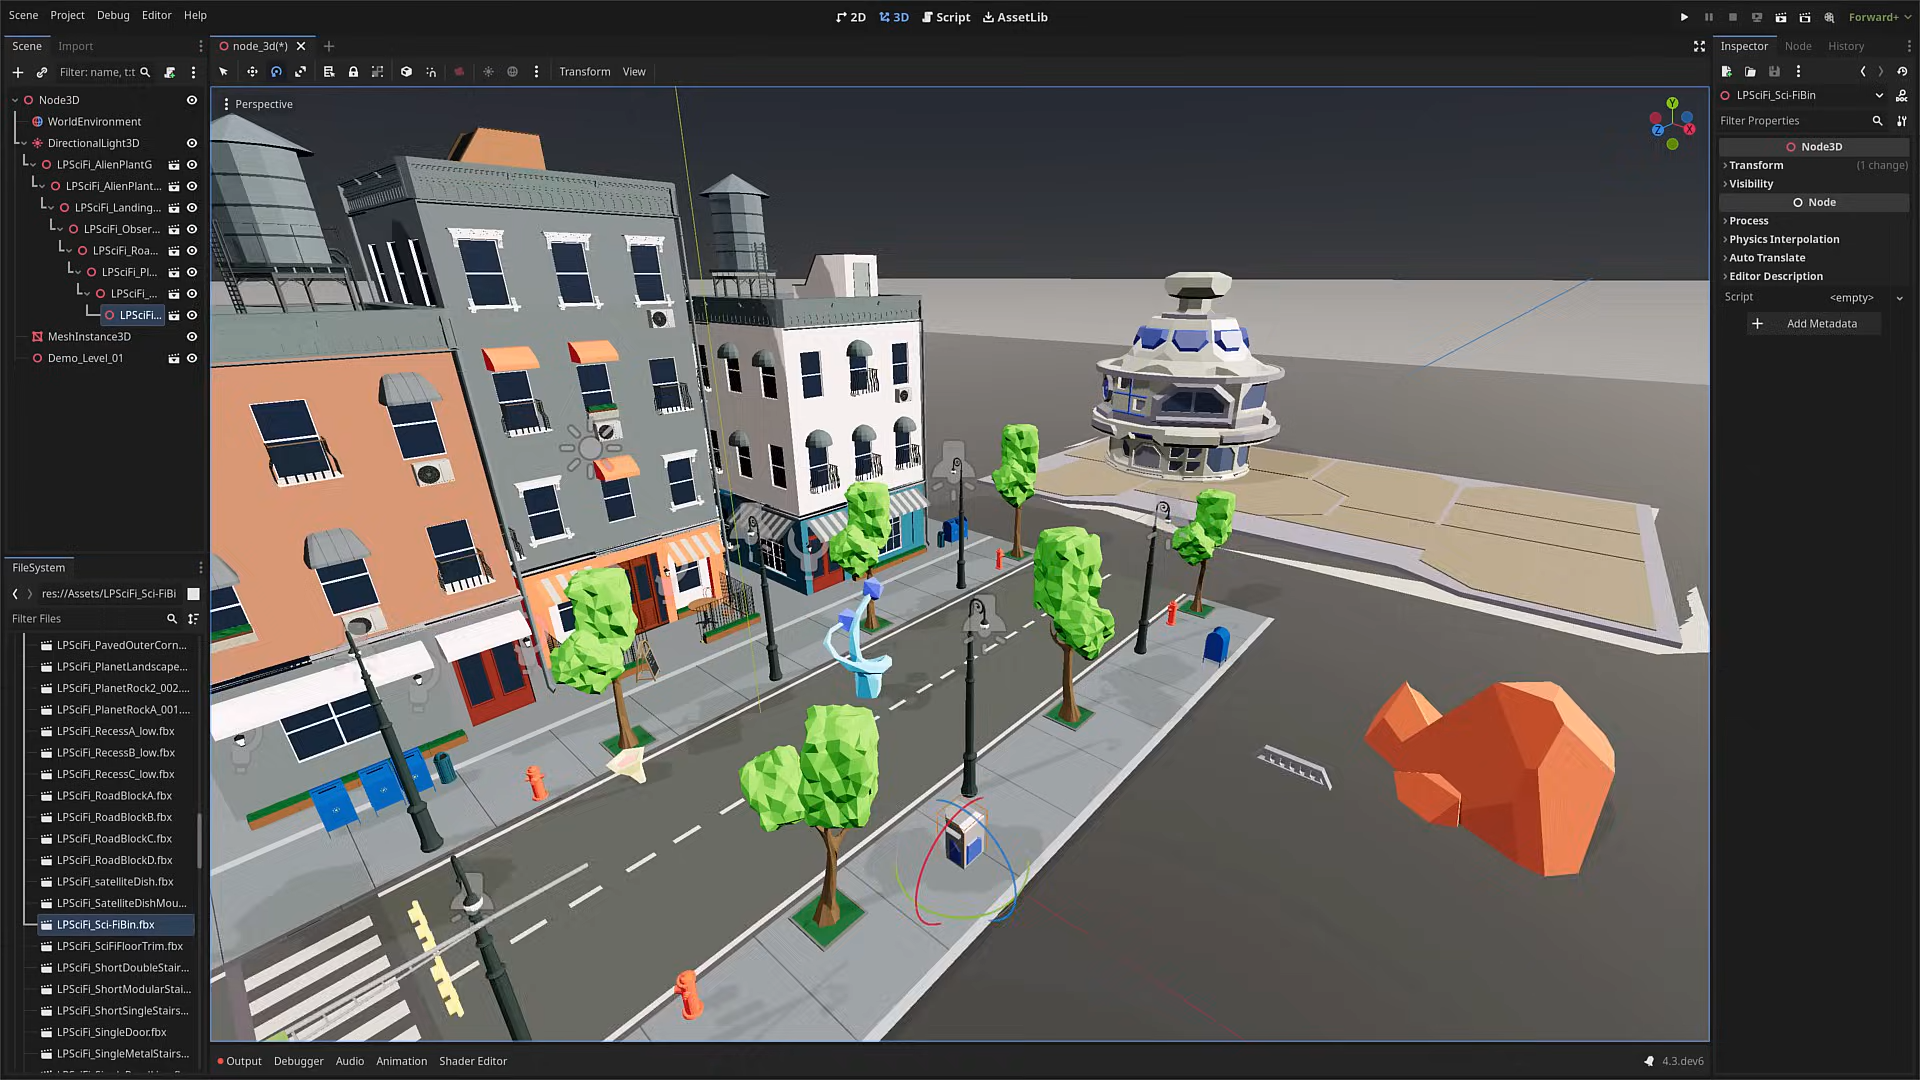 Scene Project Debug Editor Help
2D 3D Script AssetLib
Forward+
Scene Import
node_3d(*)
Inspector Node History
Filter: name, t:t
Transform View
Perspective
LPSciFi_Sci-FiBin
Filter Properties
Node3D
Transform (1 change)
Visibility
Node
Process
Physics Interpolation
Auto Translate
Editor Description
Script <empty>
Add Metadata
Y
X
Z
Node3D
WorldEnvironment
DirectionalLight3D
LPSciFi_AlienPlantG
LPSciFi_AlienPlant...
LPSciFi_Landing...
LPSciFi_Obser...
LPSciFi_Roa...
LPSciFi_Pl...
LPSciFi_...
LPSciFi...
MeshInstance3D
Demo_Level_01
FileSystem
res://Assets/LPSciFi_Sci-FiBi
Filter Files
LPSciFi_PavedOuterCorn...
LPSciFi_PlanetLandscape...
LPSciFi_PlanetRock2_002....
LPSciFi_PlanetRockA_001....
LPSciFi_RecessA_low.fbx
LPSciFi_RecessB_low.fbx
LPSciFi_RecessC_low.fbx
LPSciFi_RoadBlockA.fbx
LPSciFi_RoadBlockB.fbx
LPSciFi_RoadBlockC.fbx
LPSciFi_RoadBlockD.fbx
LPSciFi_satelliteDish.fbx
LPSciFi_SatelliteDishMou...
LPSciFi_Sci-FiBin.fbx
LPSciFi_SciFiFloorTrim.fbx
LPSciFi_ShortDoubleStair...
LPSciFi_ShortModularStai...
LPSciFi_ShortSingleStairs...
LPSciFi_SingleDoor.fbx
LPSciFi_SingleMetalStairs...
Output Debugger Audio Animation Shader Editor
4.3.dev6